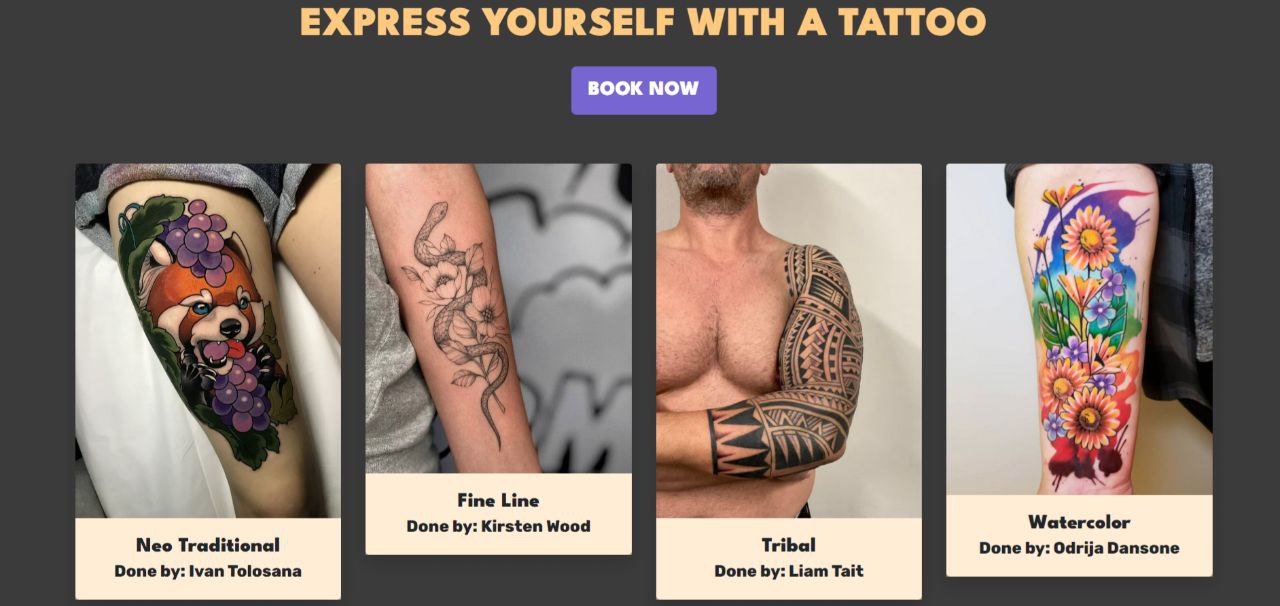 EXPRESS YOURSELF WITH A TATTOO
BOOK NOW
Neo Traditional
Done by: Ivan Tolosana
Fine Line
Done by: Kirsten Wood
Tribal
Done by: Liam Tait
Watercolor
Done by: Odrija Dansone